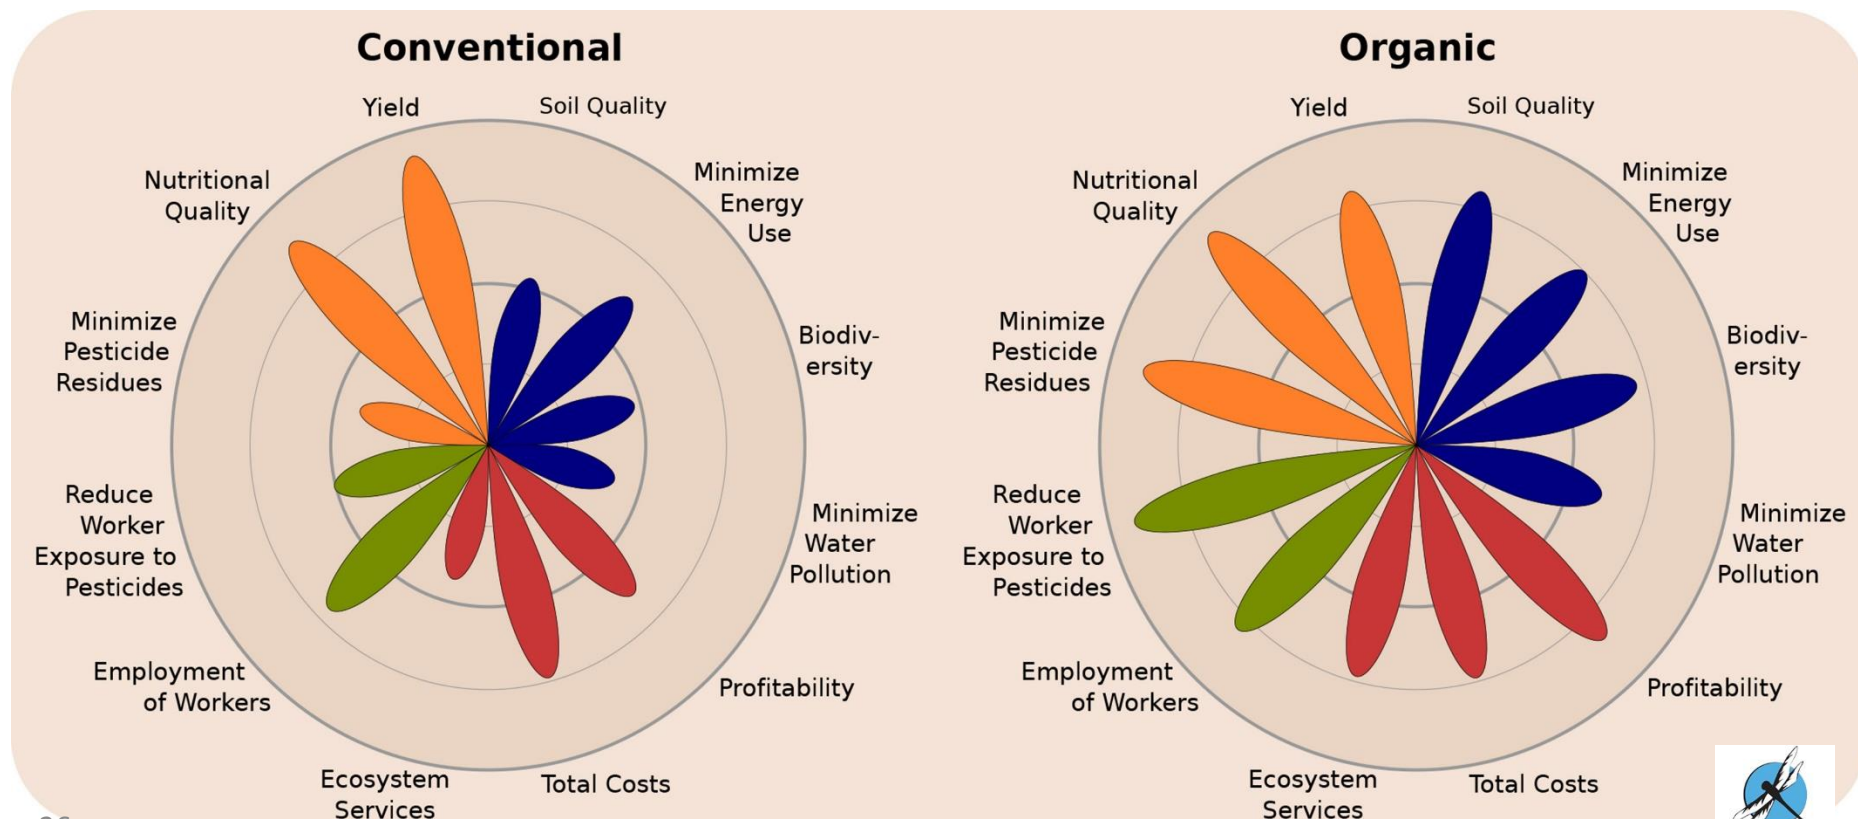 Conventional
Yield
Soil Quality
Nutritional
Quality
Minimize
Energy
Use
Minimize
Pesticide
Residues
Biodiv-
ersity
Reduce
Worker
Exposure to
Pesticides
Minimize
Water
Pollution
Employment
of Workers
Profitability
Ecosystem
Services
Total Costs
Organic
Yield
Soil Quality
Nutritional
Quality
Minimize
Energy
Use
Minimize
Pesticide
Residues
Biodiv-
ersity
Reduce
Worker
Exposure to
Pesticides
Minimize
Water
Pollution
Employment
of Workers
Profitability
Ecosystem
Services
Total Costs